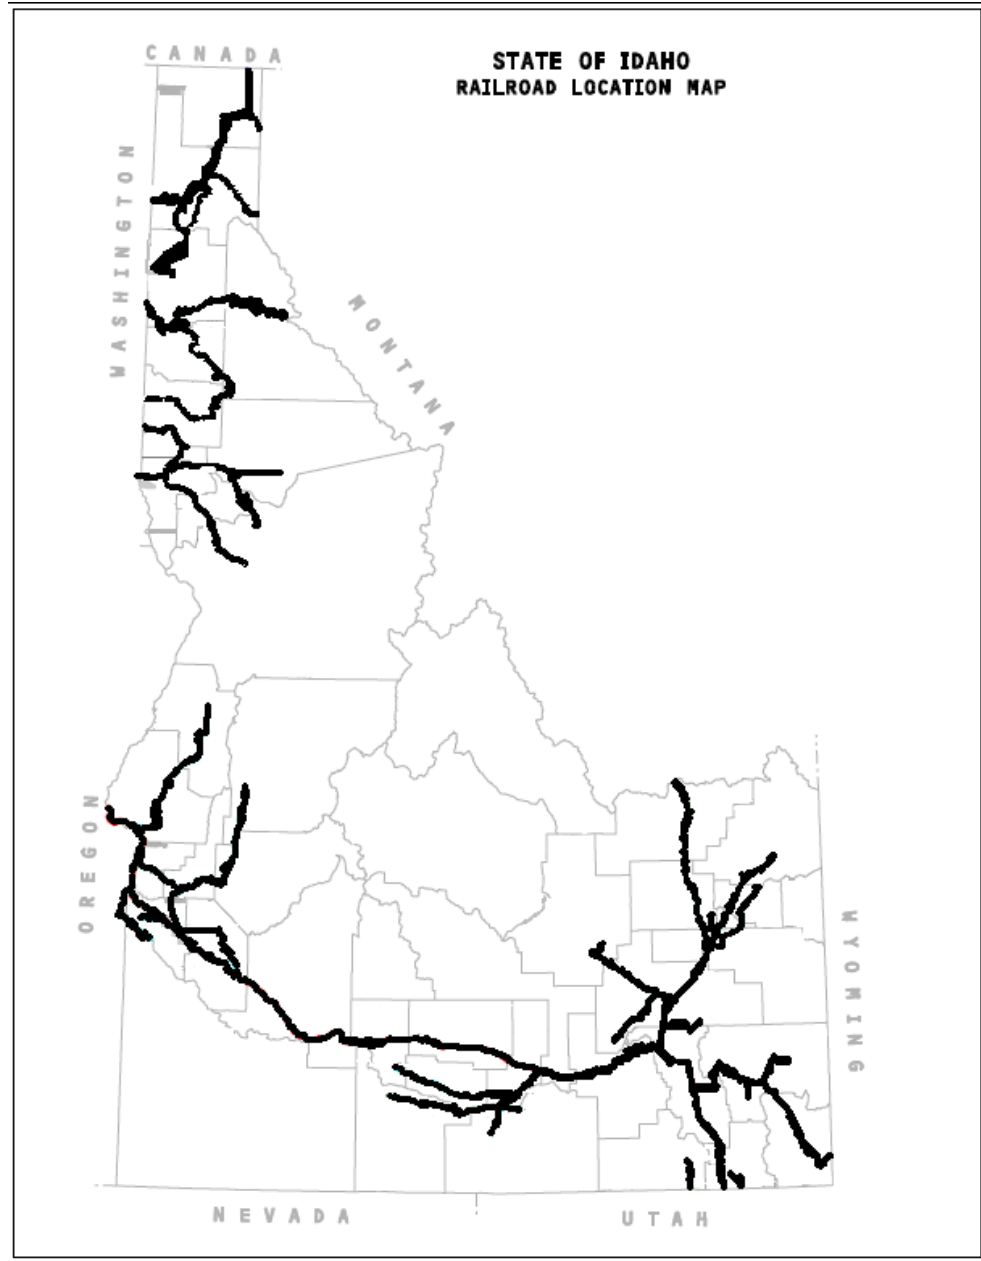 CANADA
STATE OF IDAHO
RAILROAD LOCATION MAP
WASHINGTON
MONTANA
OREGON
WYOMING
NEVADA
UTAH